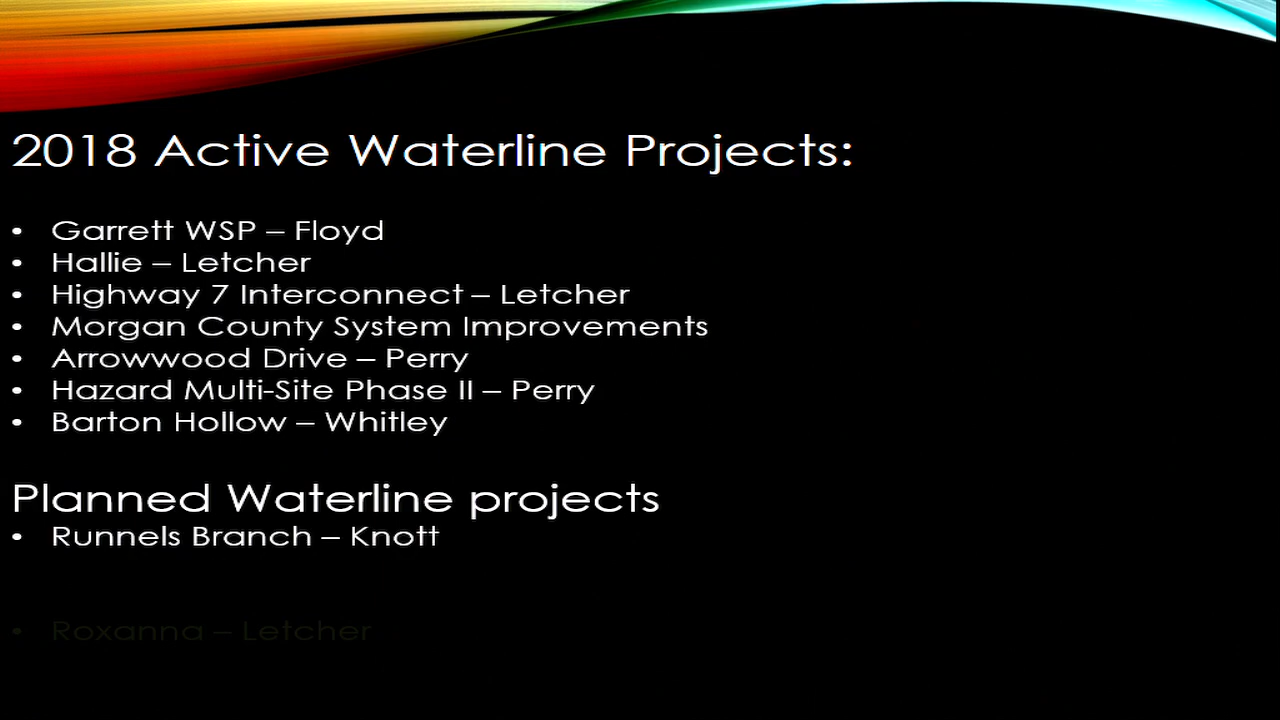 2018 Active Waterline Projects:
• Garrett WSP – Floyd
• Hallie – Letcher
• Highway 7 Interconnect – Letcher
• Morgan County System Improvements
• Arrowwood Drive – Perry
• Hazard Multi-Site Phase II – Perry
• Barton Hollow – Whitley
Planned Waterline projects
• Runnels Branch – Knott
• Roxanna – Letcher